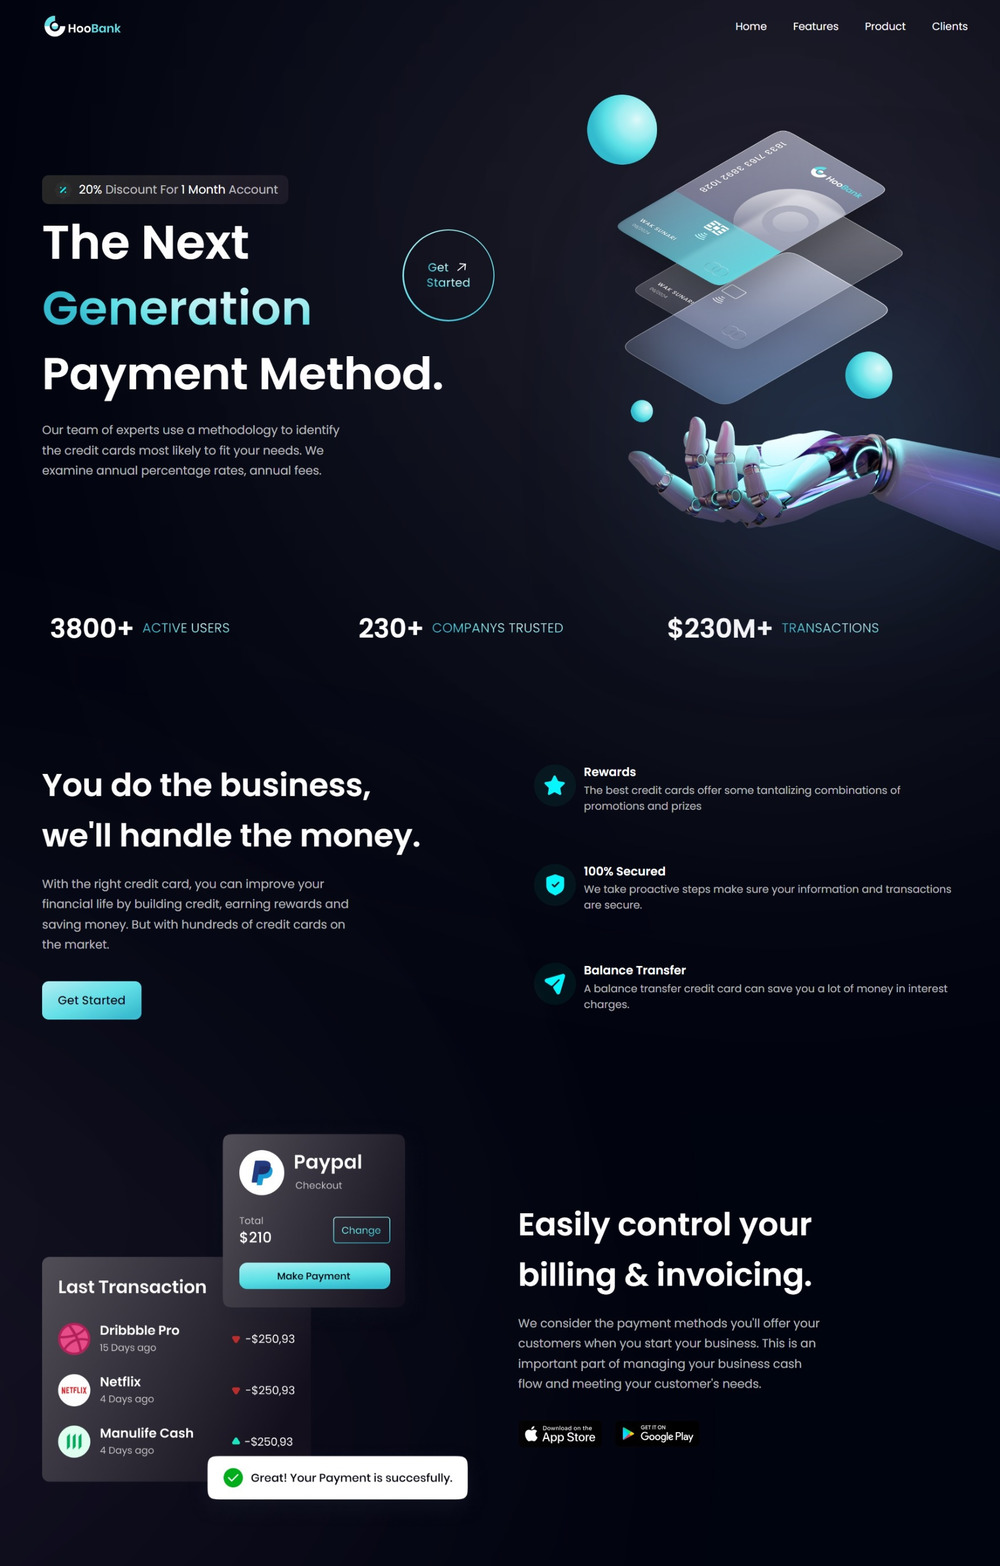 HooBank
Home Features Product Clients
20% Discount For 1 Month Account
The Next
Generation
Payment Method.
Get
Started
Our team of experts use a methodology to identify
the credit cards most likely to fit your needs. We
examine annual percentage rates, annual fees.
1833 7163 3892 1028
HooBank
WAK SUNARI
WAK SUNARI
3800+ ACTIVE USERS
230+ COMPANYS TRUSTED
$230M+ TRANSACTIONS
You do the business,
we'll handle the money.
With the right credit card, you can improve your
financial life by building credit, earning rewards and
saving money. But with hundreds of credit cards on
the market.
Get Started
Rewards
The best credit cards offer some tantalizing combinations of
promotions and prizes
100% Secured
We take proactive steps make sure your information and transactions
are secure.
Balance Transfer
A balance transfer credit card can save you a lot of money in interest
charges.
Paypal
Checkout
Total
$210
Change
Make Payment
Last Transaction
Dribbble Pro
15 Days ago
-$250,93
NETFLIX
Netflix
4 Days ago
-$250,93
Manulife Cash
4 Days ago
-$250,93
Great! Your Payment is succesfully.
Easily control your
billing & invoicing.
We consider the payment methods you'll offer your
customers when you start your business. This is an
important part of managing your business cash
flow and meeting your customer's needs.
Download on the
App Store
GET IT ON
Google Play